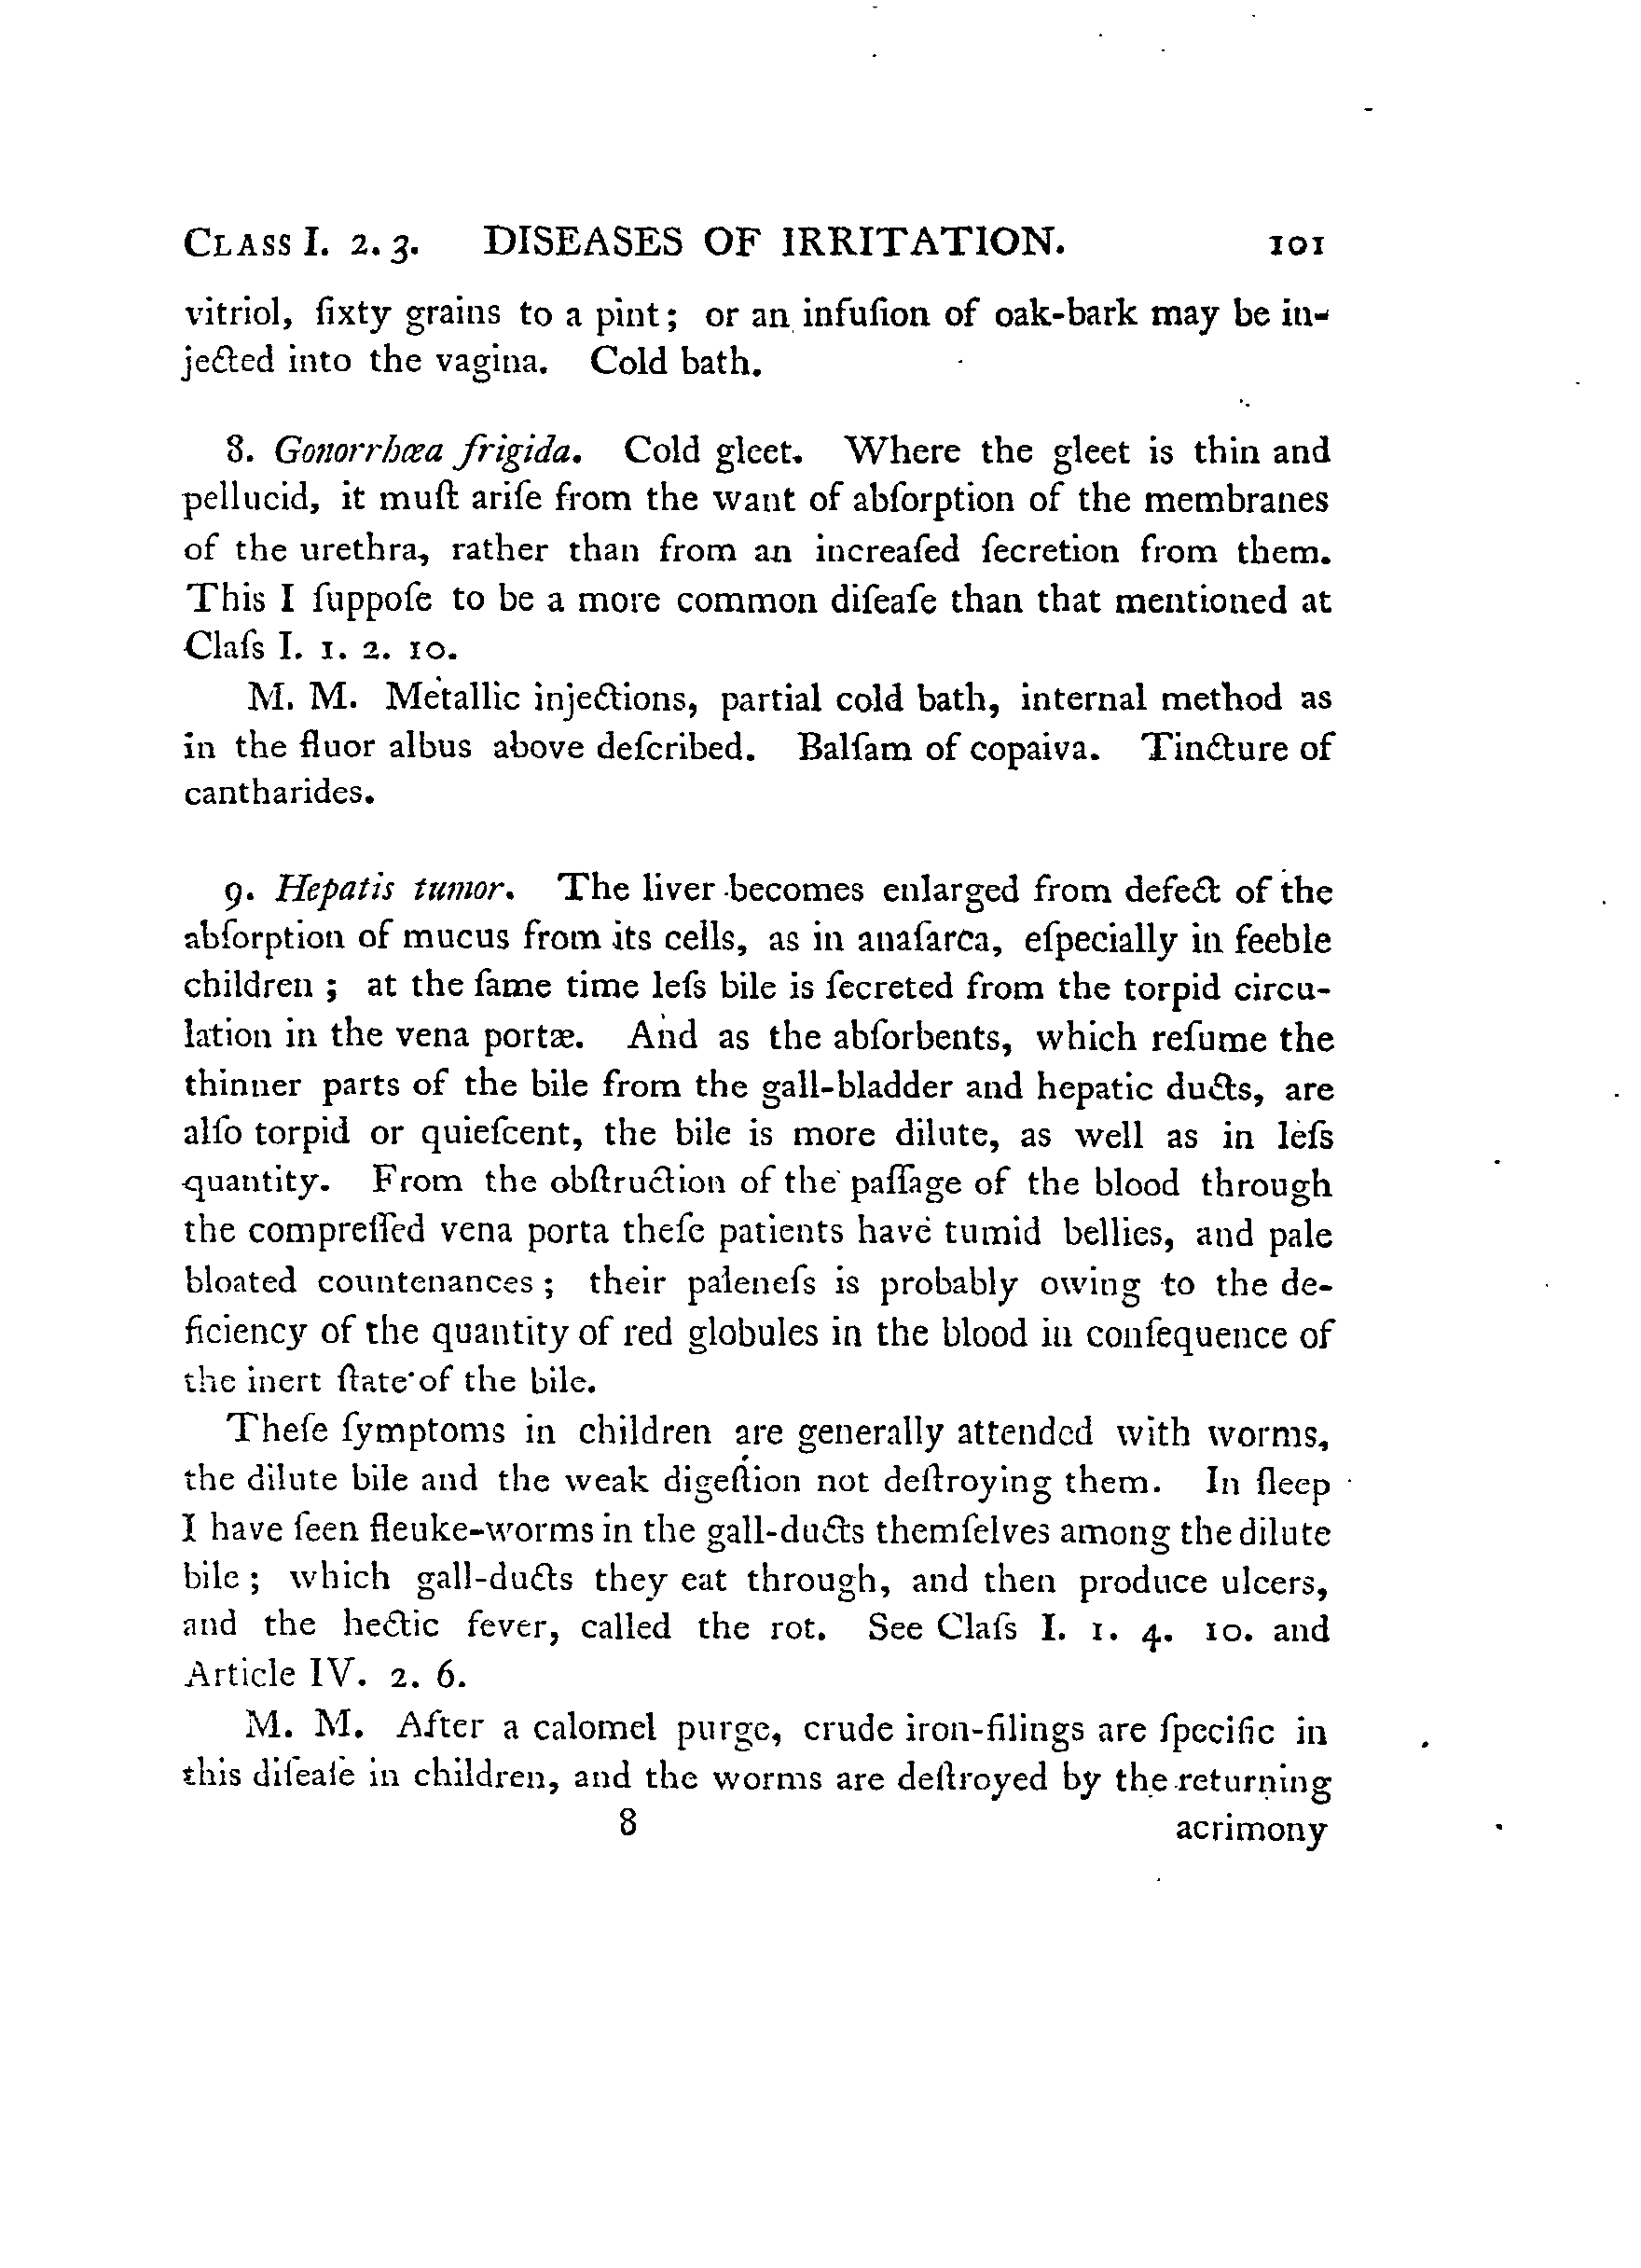 CLASS I. 2. 3. DISEASES OF IRRITATION. 101
vitriol, ſixty grains to a pint; or an infuſion of oak-bark may be in-
jected into the vagina. Cold bath.
8. Gonorrhœa frigida. Cold gleet. Where the gleet is thin and
pellucid, it muſt ariſe from the want of abſorption of the membranes
of the urethra, rather than from an increaſed ſecretion from them.
This I ſuppoſe to be a more common diſeaſe than that mentioned at
Claſs I. 1. 2. 10.
M. M. Metallic injections, partial cold bath, internal method as
in the fluor albus above deſcribed. Balſam of copaiva. Tincture of
cantharides.
9. Hepatis tumor. The liver becomes enlarged from defect of the
abſorption of mucus from its cells, as in anaſarca, eſpecially in feeble
children; at the ſame time leſs bile is ſecreted from the torpid circu-
lation in the vena portæ. And as the abſorbents, which reſume the
thinner parts of the bile from the gall-bladder and hepatic ducts, are
alſo torpid or quieſcent, the bile is more dilute, as well as in leſs
quantity. From the obſtruction of the paſſage of the blood through
the compreſſed vena porta theſe patients have tumid bellies, and pale
bloated countenances; their paleneſs is probably owing to the de-
ficiency of the quantity of red globules in the blood in conſequence of
the inert ſtate of the bile.
Theſe ſymptoms in children are generally attended with worms,
the dilute bile and the weak digeſtion not deſtroying them. In ſleep
I have ſeen fleuke-worms in the gall-ducts themſelves among the dilute
bile; which gall-ducts they eat through, and then produce ulcers,
and the hectic fever, called the rot. See Claſs I. 1. 4. 10. and
Article IV. 2. 6.
M. M. After a calomel purge, crude iron-filings are ſpecific in
this diſeaſe in children, and the worms are deſtroyed by the returning
8 acrimony